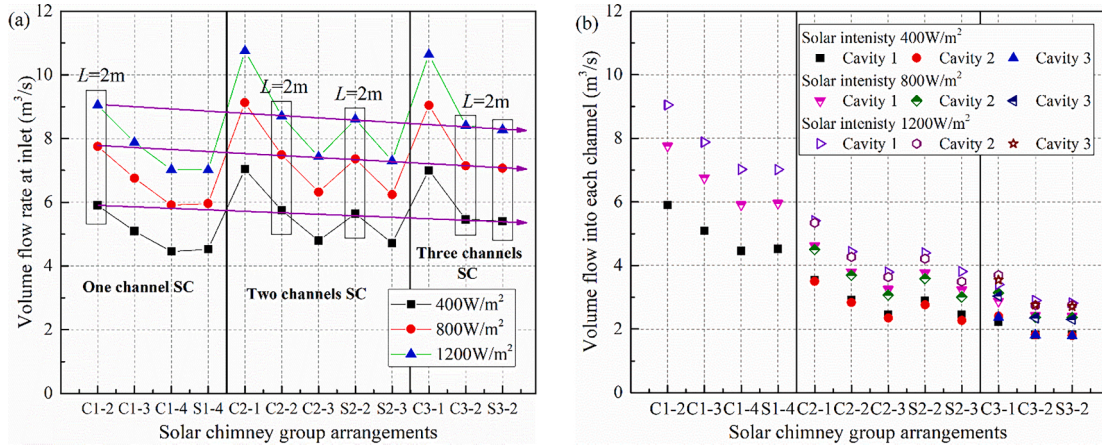 (a)
Volume flow rate at inlet (m³/s)
12
10
8
6
4
2
0
L=2m
L=2m
L=2m
L=2m
One channel SC
Two channels SC
Three channels
SC
400W/m²
800W/m²
1200W/m²
C1-2 C1-3 C1-4 S1-4 C2-1 C2-2 C2-3 S2-2 S2-3 C3-1 C3-2 S3-2
Solar chimney group arrangements
(b)
Volume flow into each channel (m³/s)
12
10
8
6
4
2
0
Solar intenisty 400W/m²
Cavity 1 Cavity 2 Cavity 3
Solar intenisty 800W/m²
Cavity 1 Cavity 2 Cavity 3
Solar intenisty 1200W/m²
Cavity 1 Cavity 2 Cavity 3
C1-2 C1-3 C1-4 S1-4 C2-1 C2-2 C2-3 S2-2 S2-3 C3-1 C3-2 S3-2
Solar chimney group arrangements